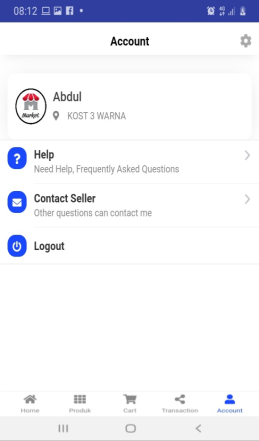 08:12
Account
Abdul
KOST 3 WARNA
Market
Help
Need Help, Frequently Asked Questions
Contact Seller
Other questions can contact me
Logout
Home Produk Cart Transaction Account